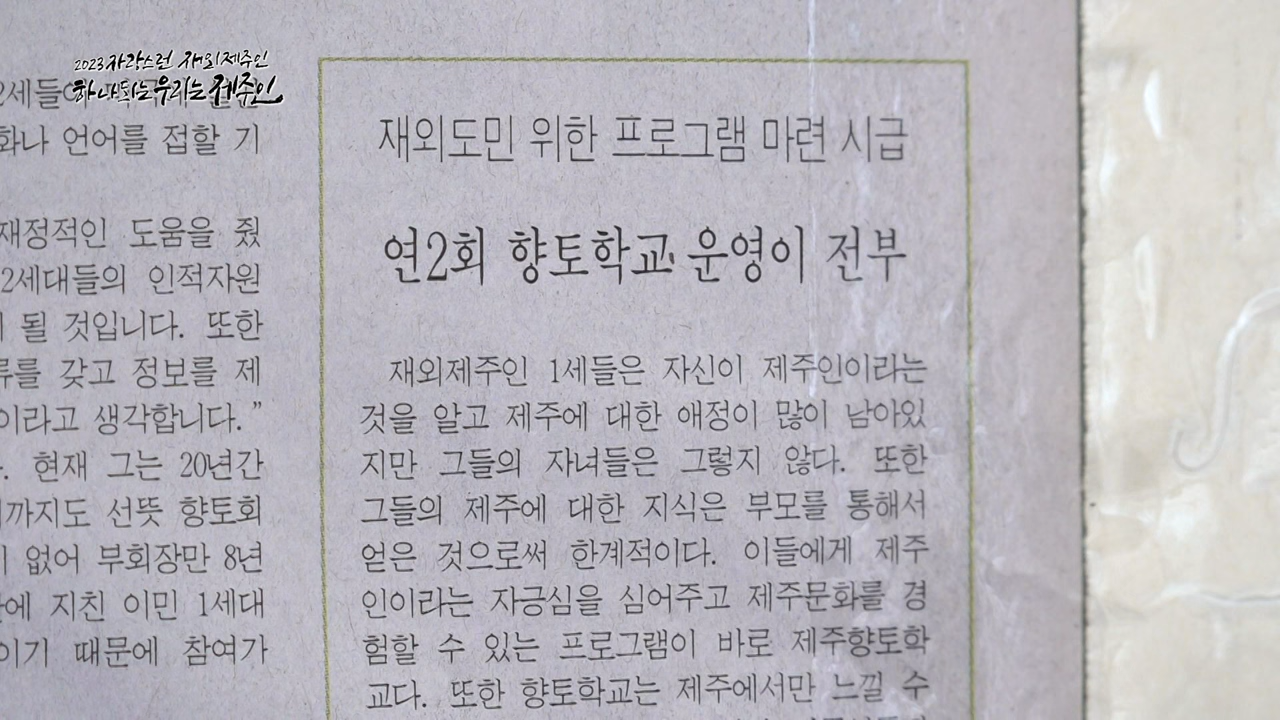 2023 자랑스런 재외제주인
하나되는 우리는 제주인
2세들
화나 언어를 접할 기
재정적인 도움을 줬
2세대들의 인적자원
될 것입니다. 또한
류를 갖고 정보를 제
이라고 생각합니다.”
현재 그는 20년간
까지도 선뜻 향토회
없어 부회장만 8년
에 지친 이민 1세대
이기 때문에 참여가
재외도민 위한 프로그램 마련 시급
연2회 향토학교 운영이 전부
재외제주인 1세들은 자신이 제주인이라는
것을 알고 제주에 대한 애정이 많이 남아있
지만 그들의 자녀들은 그렇지 않다. 또한
그들의 제주에 대한 지식은 부모를 통해서
얻은 것으로써 한계적이다. 이들에게 제주
인이라는 자긍심을 심어주고 제주문화를 경
험할 수 있는 프로그램이 바로 제주향토학
교다. 또한 향토학교는 제주에서만 느낄 수